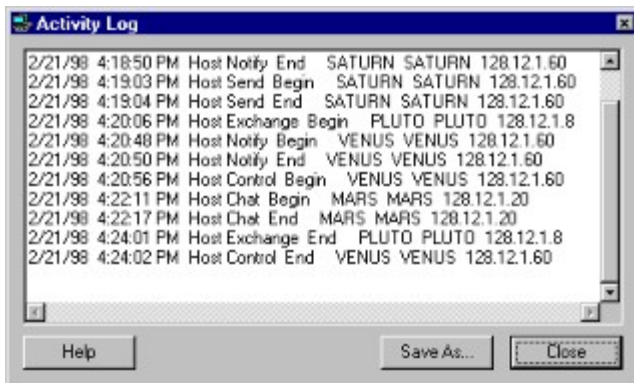 Activity Log
2/21/98 4:18:50 PM Host Notify End SATURN SATURN 128.12.1.60
2/21/98 4:19:03 PM Host Send Begin SATURN SATURN 128.12.1.60
2/21/98 4:19:04 PM Host Send End SATURN SATURN 128.12.1.60
2/21/98 4:20:06 PM Host Exchange Begin PLUTO PLUTO 128.12.1.8
2/21/98 4:20:48 PM Host Notify Begin VENUS VENUS 128.12.1.60
2/21/98 4:20:50 PM Host Notify End VENUS VENUS 128.12.1.60
2/21/98 4:20:56 PM Host Control Begin VENUS VENUS 128.12.1.60
2/21/98 4:22:11 PM Host Chat Begin MARS MARS 128.12.1.20
2/21/98 4:22:17 PM Host Chat End MARS MARS 128.12.1.20
2/21/98 4:24:01 PM Host Exchange End PLUTO PLUTO 128.12.1.8
2/21/98 4:24:02 PM Host Control End VENUS VENUS 128.12.1.60
Help
Save As...
Close